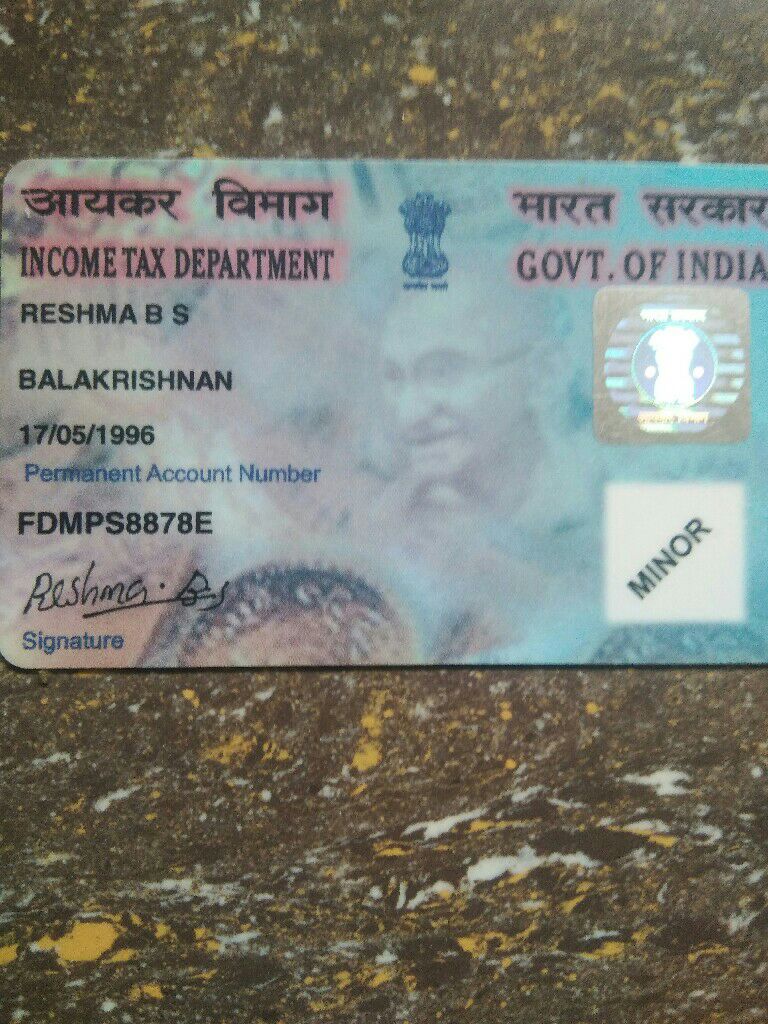 आयकर विभाग
भारत सरकार
INCOME TAX DEPARTMENT
GOVT. OF INDIA
RESHMA B S
BALAKRISHNAN
17/05/1996
Permanent Account Number
FDMPS8878E
Reshma. B s
Signature
MINOR